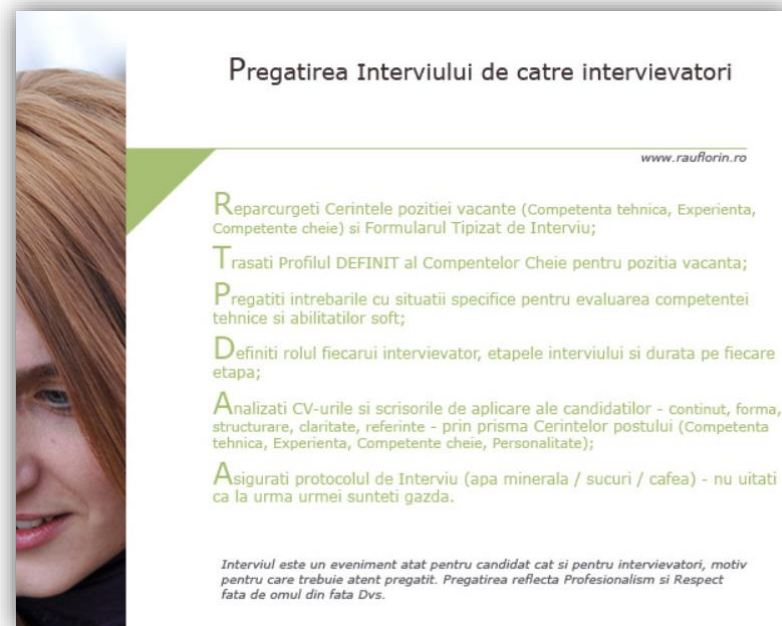 Pregatirea Interviului de catre intervievatori
www.rauflorin.ro
Reparcurgeti Cerintele pozitiei vacante (Competenta tehnica, Experienta,
Competente cheie) si Formularul Tipizat de Interviu;
Trasati Profilul DEFINIT al Compentelor Cheie pentru pozitia vacanta;
Pregatiti intrebarile cu situatii specifice pentru evaluarea competentei
tehnice si abilitatilor soft;
Definiti rolul fiecarui intervievator, etapele interviului si durata pe fiecare
etapa;
Analizati CV-urile si scrisorile de aplicare ale candidatilor - continut, forma,
structurare, claritate, referinte - prin prisma Cerintelor postului (Competenta
tehnica, Experienta, Competente cheie, Personalitate);
Asigurati protocolul de Interviu (apa minerala / sucuri / cafea) - nu uitati
ca la urma urmei sunteti gazda.
Interviul este un eveniment atat pentru candidat cat si pentru intervievatori, motiv
pentru care trebuie atent pregatit. Pregatirea reflecta Profesionalism si Respect
fata de omul din fata Dvs.